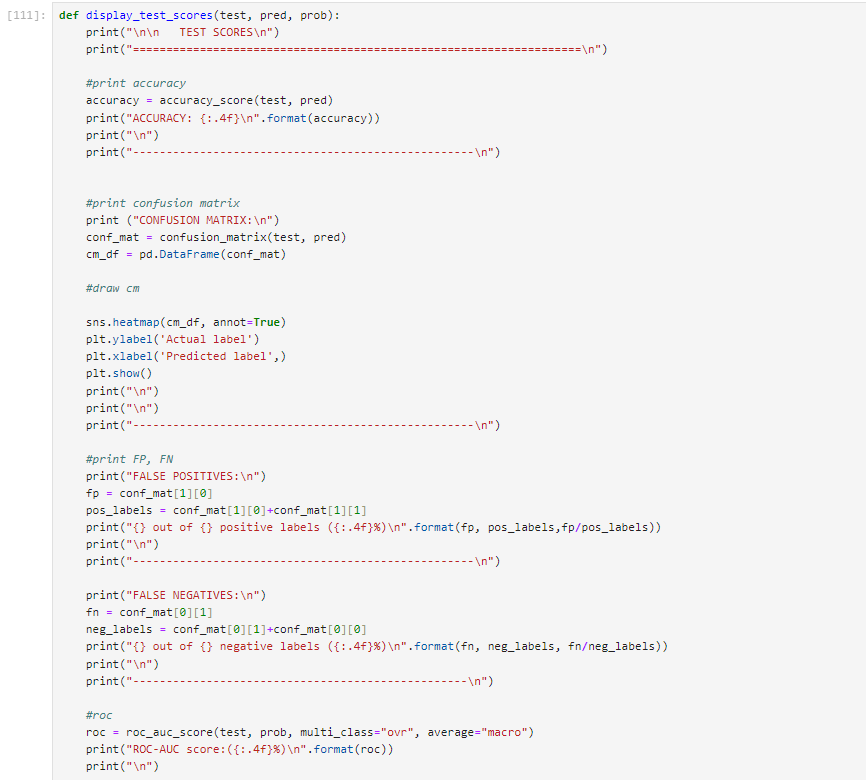 [111]: def display_test_scores(test, pred, prob):
    print("\n\n   TEST SCORES\n")
    print("===================================================================\n")
    #print accuracy
    accuracy = accuracy_score(test, pred)
    print("ACCURACY: {:.4f}\n".format(accuracy))
    print("\n")
    print("---------------------------------------------------\n")
    #print confusion matrix
    print ("CONFUSION MATRIX:\n")
    conf_mat = confusion_matrix(test, pred)
    cm_df = pd.DataFrame(conf_mat)
    #draw cm
    sns.heatmap(cm_df, annot=True)
    plt.ylabel('Actual label')
    plt.xlabel('Predicted label',)
    plt.show()
    print("\n")
    print("\n")
    print("---------------------------------------------------\n")
    #print FP, FN
    print("FALSE POSITIVES:\n")
    fp = conf_mat[1][0]
    pos_labels = conf_mat[1][0]+conf_mat[1][1]
    print("{} out of {} positive labels ({:.4f}%)\n".format(fp, pos_labels,fp/pos_labels))
    print("\n")
    print("---------------------------------------------------\n")
    print("FALSE NEGATIVES:\n")
    fn = conf_mat[0][1]
    neg_labels = conf_mat[0][1]+conf_mat[0][0]
    print("{} out of {} negative labels ({:.4f}%)\n".format(fn, neg_labels, fn/neg_labels))
    print("\n")
    print("--------------------------------------------------\n")
    #roc
    roc = roc_auc_score(test, prob, multi_class="ovr", average="macro")
    print("ROC-AUC score:({:.4f}%)\n".format(roc))
    print("\n")